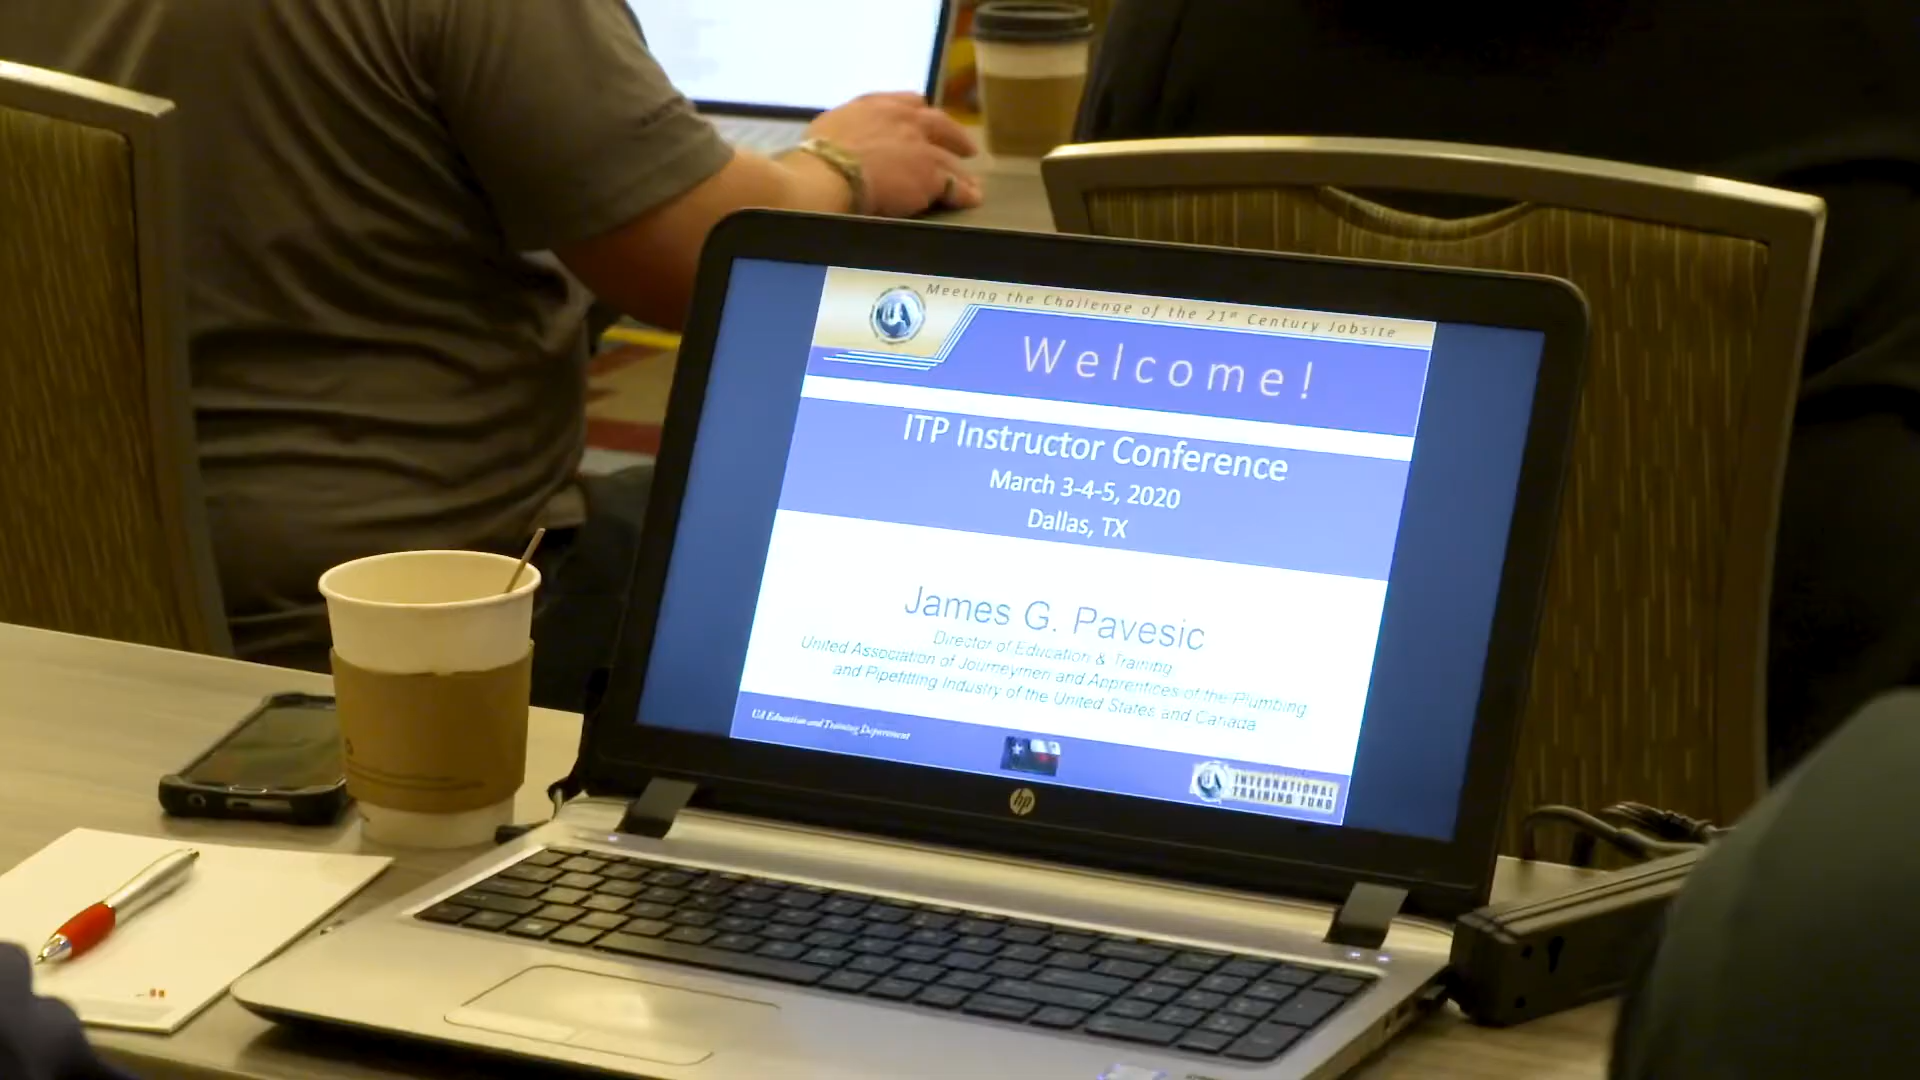 Meeting the Challenge of the 21st Century Jobsite
UA
Welcome!
ITP Instructor Conference
March 3-4-5, 2020
Dallas, TX
James G. Pavesic
Director of Education & Training
United Association of Journeymen and Apprentices of the Plumbing
and Pipefitting Industry of the United States and Canada
UA Education and Training Department
UA INTERNATIONAL
TRAINING FUND
hp